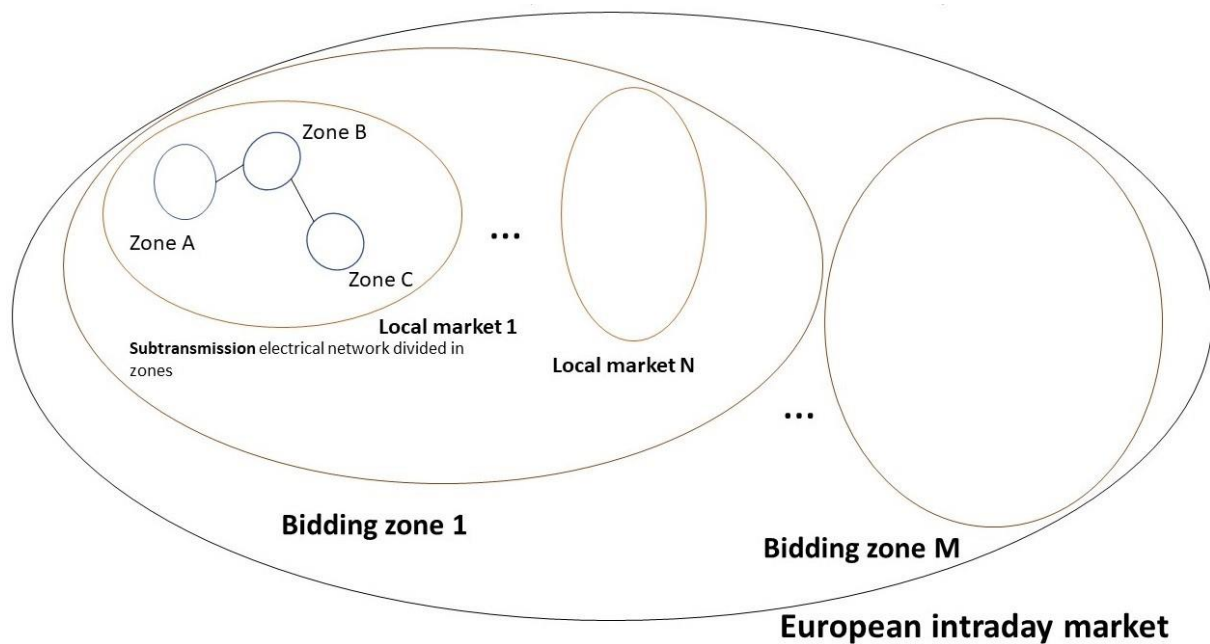 Zone B
Zone A
Zone C
...
Local market 1
Subtransmission electrical network divided in
zones
Local market N
...
Bidding zone 1
Bidding zone M
European intraday market